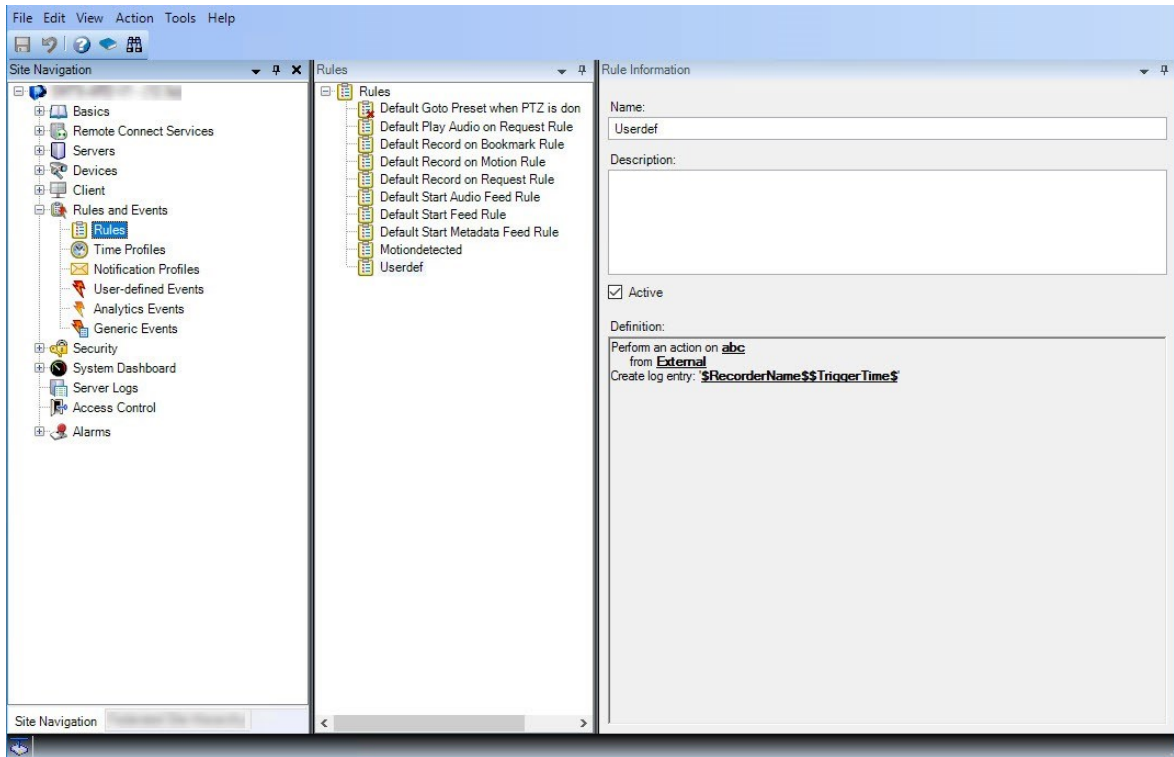 File Edit View Action Tools Help
Site Navigation
Basics
Remote Connect Services
Servers
Devices
Client
Rules and Events
Rules
Time Profiles
Notification Profiles
User-defined Events
Analytics Events
Generic Events
Security
System Dashboard
Server Logs
Access Control
Alarms
Site Navigation
Rules
Rules
Default Goto Preset when PTZ is don
Default Play Audio on Request Rule
Default Record on Bookmark Rule
Default Record on Motion Rule
Default Record on Request Rule
Default Start Audio Feed Rule
Default Start Feed Rule
Default Start Metadata Feed Rule
Motiondetected
Userdef
Rule Information
Name:
Userdef
Description:
Active
Definition:
Perform an action on abc
from External
Create log entry: '$RecorderName$$TriggerTime$'